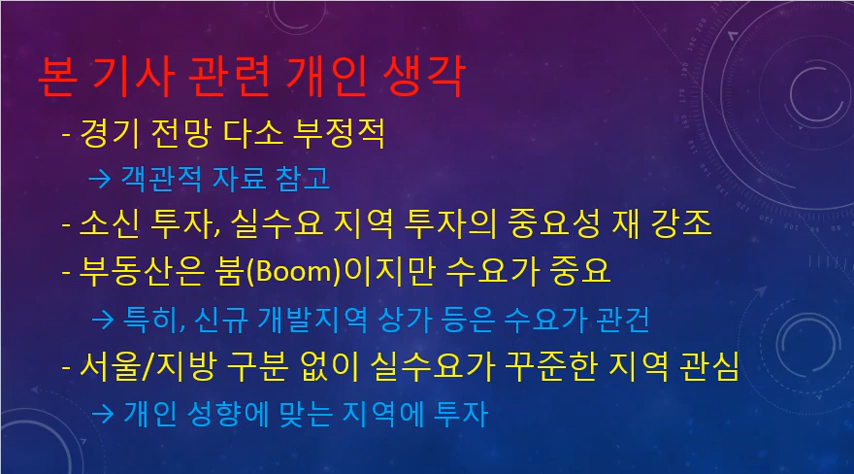 본 기사 관련 개인 생각
- 경기 전망 다소 부정적
→ 객관적 자료 참고
- 소신 투자, 실수요 지역 투자의 중요성 재 강조
- 부동산은 붐(Boom)이지만 수요가 중요
→ 특히, 신규 개발지역 상가 등은 수요가 관건
- 서울/지방 구분 없이 실수요가 꾸준한 지역 관심
→ 개인 성향에 맞는 지역에 투자